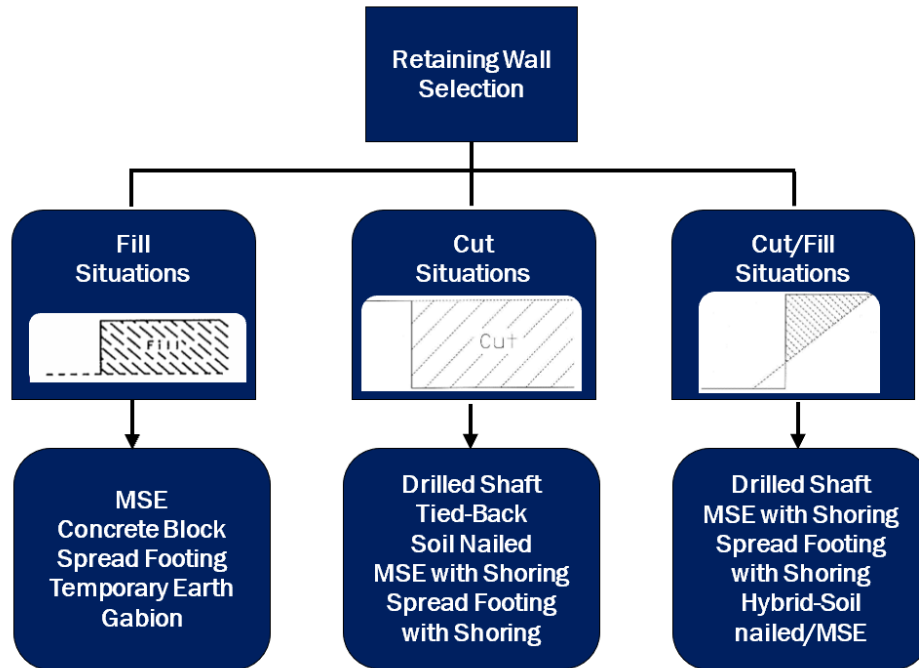 Retaining Wall
Selection
Fill
Situations
Fill
Cut
Situations
Cut
Cut/Fill
Situations
MSE
Concrete Block
Spread Footing
Temporary Earth
Gabion
Drilled Shaft
Tied-Back
Soil Nailed
MSE with Shoring
Spread Footing
with Shoring
Drilled Shaft
MSE with Shoring
Spread Footing
with Shoring
Hybrid-Soil
nailed/MSE